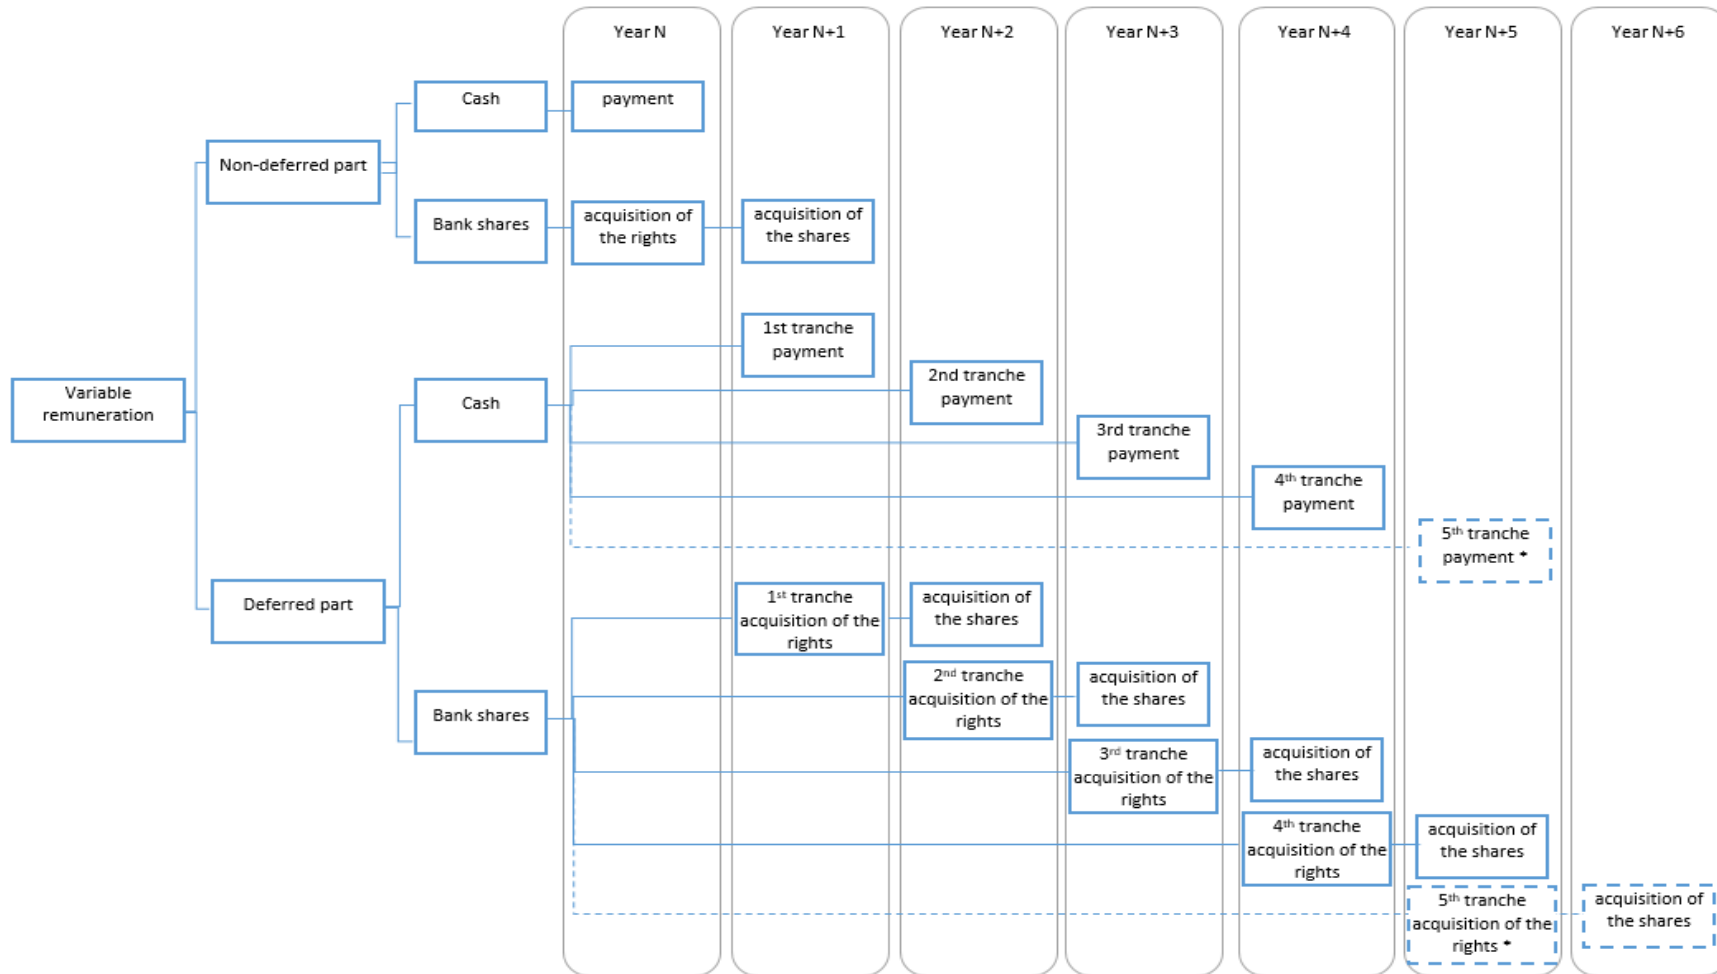 Year N
Year N+1
Year N+2
Year N+3
Year N+4
Year N+5
Year N+6
Cash
payment
Non-deferred part
Bank shares
acquisition of
the rights
acquisition of
the shares
1st tranche
payment
Variable
remuneration
Cash
2nd tranche
payment
3rd tranche
payment
4th tranche
payment
5th tranche
payment *
Deferred part
1st tranche
acquisition of the
rights
acquisition of
the shares
Bank shares
2nd tranche
acquisition of the
rights
acquisition of
the shares
3rd tranche
acquisition of the
rights
acquisition of
the shares
4th tranche
acquisition of the
rights
acquisition of
the shares
5th tranche
acquisition of the
rights *
acquisition of
the shares